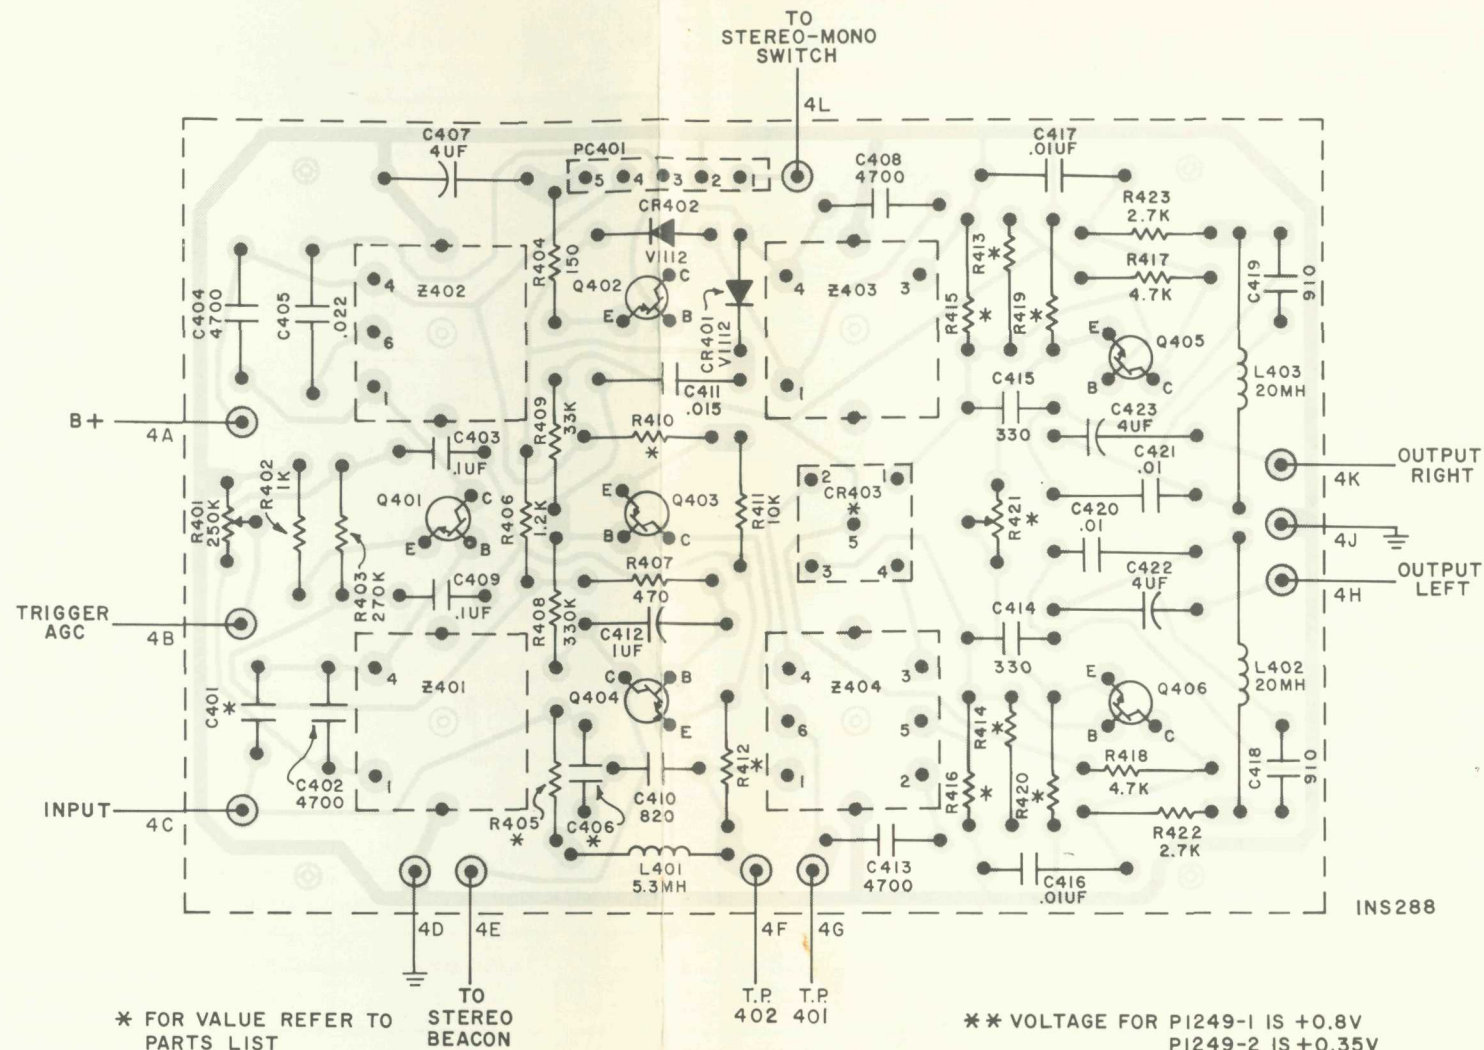 TO
STEREO-MONO
SWITCH
4L
C407
4UF
PC401
5 4 3 2 1
C408
4700
C417
.01UF
CR402
V1112
R423
2.7K
R404
150
Q402
C
E
B
CR401
V1112
R417
4.7K
C404
4700
C405
.022
4
Z402
6
1
4
Z403
3
1
R415
*
R413
*
R419
*
E
Q405
B
C
C419
910
L403
20MH
C411
.015
C415
330
C423
4UF
B+
4A
R409
33K
R410
*
C403
.1UF
C421
.01
OUTPUT
RIGHT
4K
R401
250K
R402
1K
R403
270K
Q401
C
E
B
R406
1.2K
E
Q403
B
C
R411
10K
2
CR403
1
*
5
3
4
R421
*
C420
.01
4J
C409
.1UF
R407
470
C422
4UF
OUTPUT
LEFT
4H
TRIGGER
AGC
4B
R408
330K
C412
1UF
C414
330
4
Z401
1
C
B
Q404
E
4
Z404
3
6
5
1
2
C401
*
C402
4700
R405
*
C406
*
C410
820
R412
*
R416
*
R414
*
R420
*
E
Q406
B
C
L402
20MH
R418
4.7K
C418
910
R422
2.7K
INPUT
4C
L401
5.3MH
C413
4700
C416
.01UF
4D
4E
4F
4G
INS288
TO
STEREO
BEACON
T.P.
402
T.P.
401
* FOR VALUE REFER TO
PARTS LIST
** VOLTAGE FOR P1249-1 IS +0.8V
P1249-2 IS +0.35V